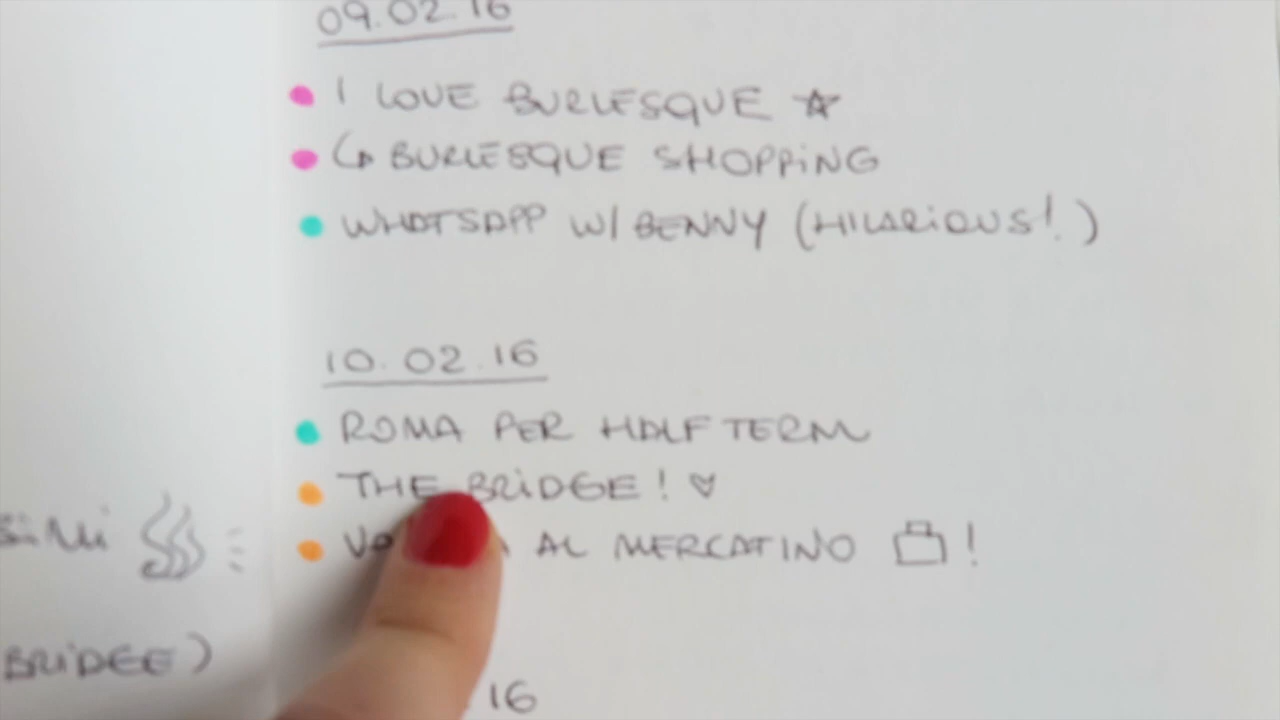 09.02.16
I LOVE BURLESQUE
BURLESQUE SHOPPING
WHATSAPP W/ BENNY (HILARIOUS!)
10.02.16
ROMA PER HALF TERM
THE BRIDGE!
AL MERCATINO !
BRIDGE)
16